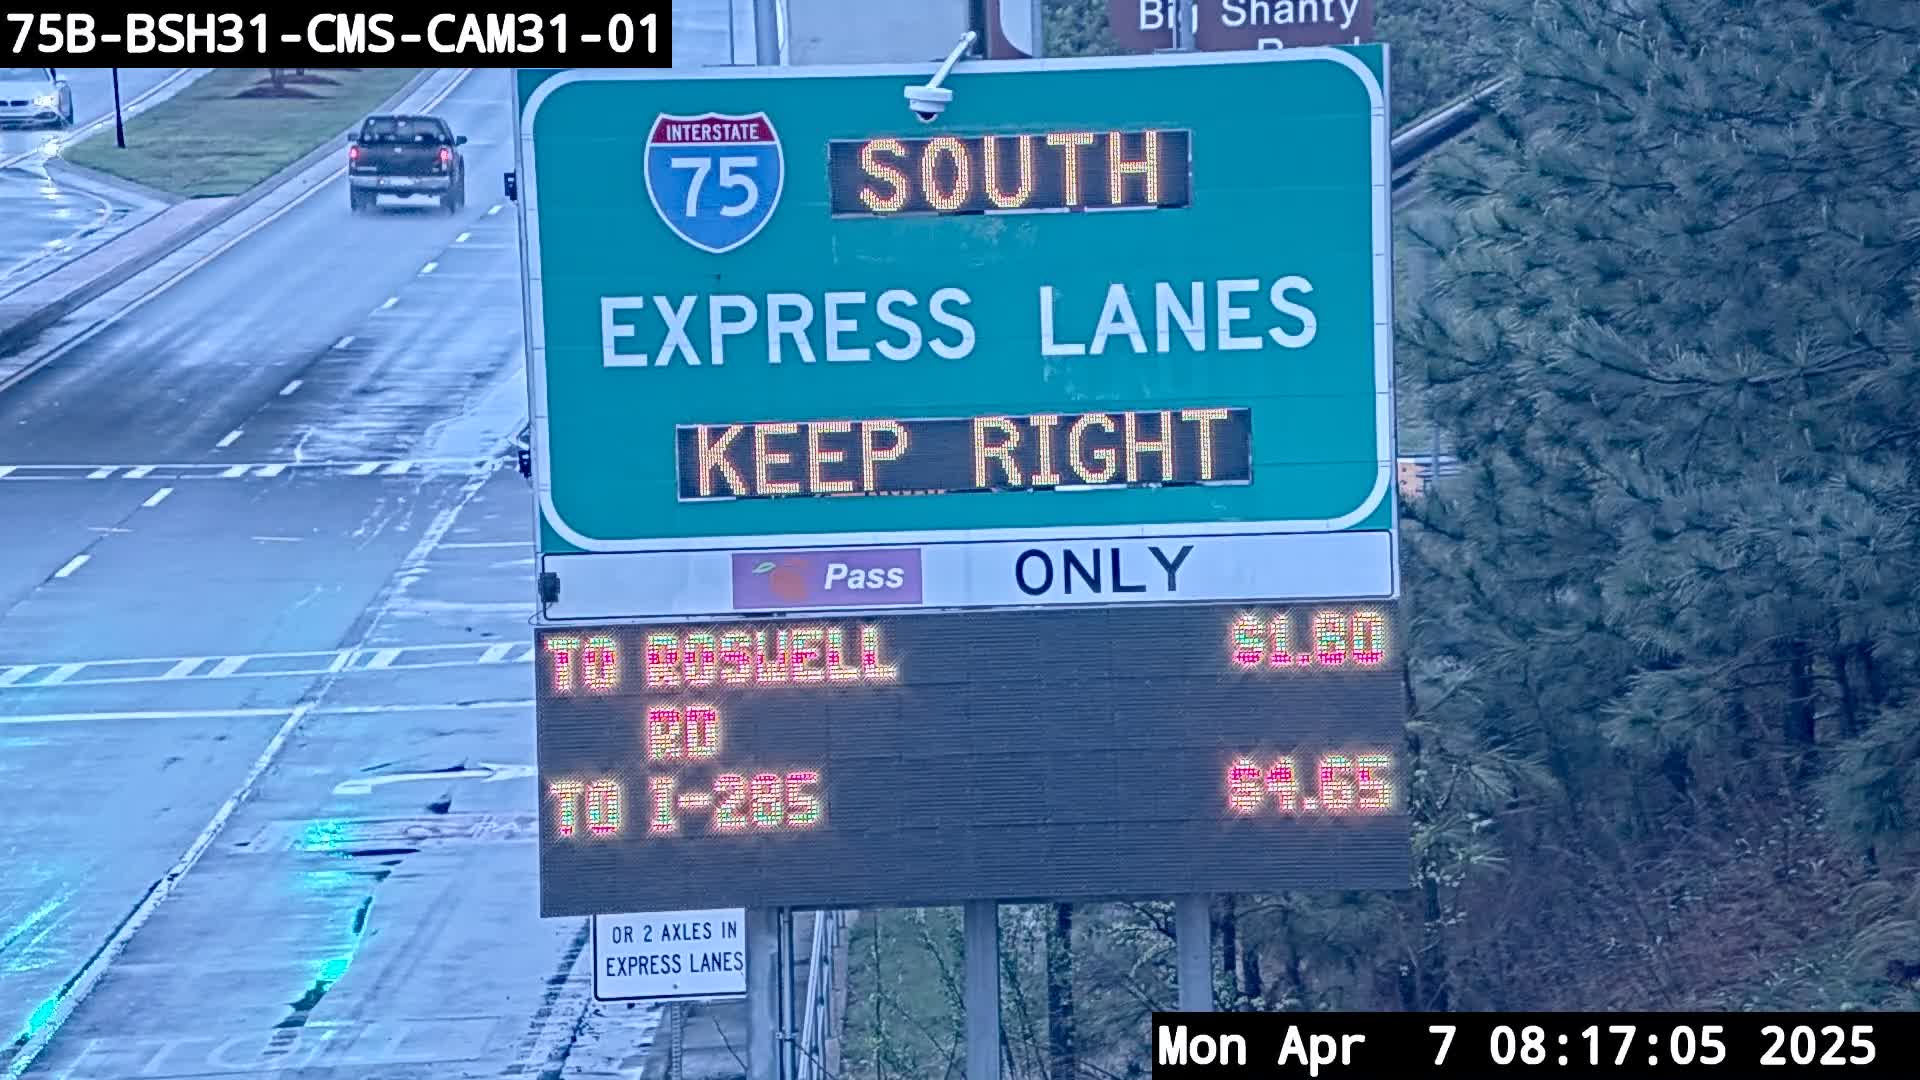 75B-BSH31-CMS-CAM31-01
Big Shanty
INTERSTATE
75
SOUTH
EXPRESS LANES
KEEP RIGHT
Pass ONLY
TO ROSWELL $1.80
RD
TO I-285 $4.65
OR 2 AXLES IN
EXPRESS LANES
Mon Apr 7 08:17:05 2025